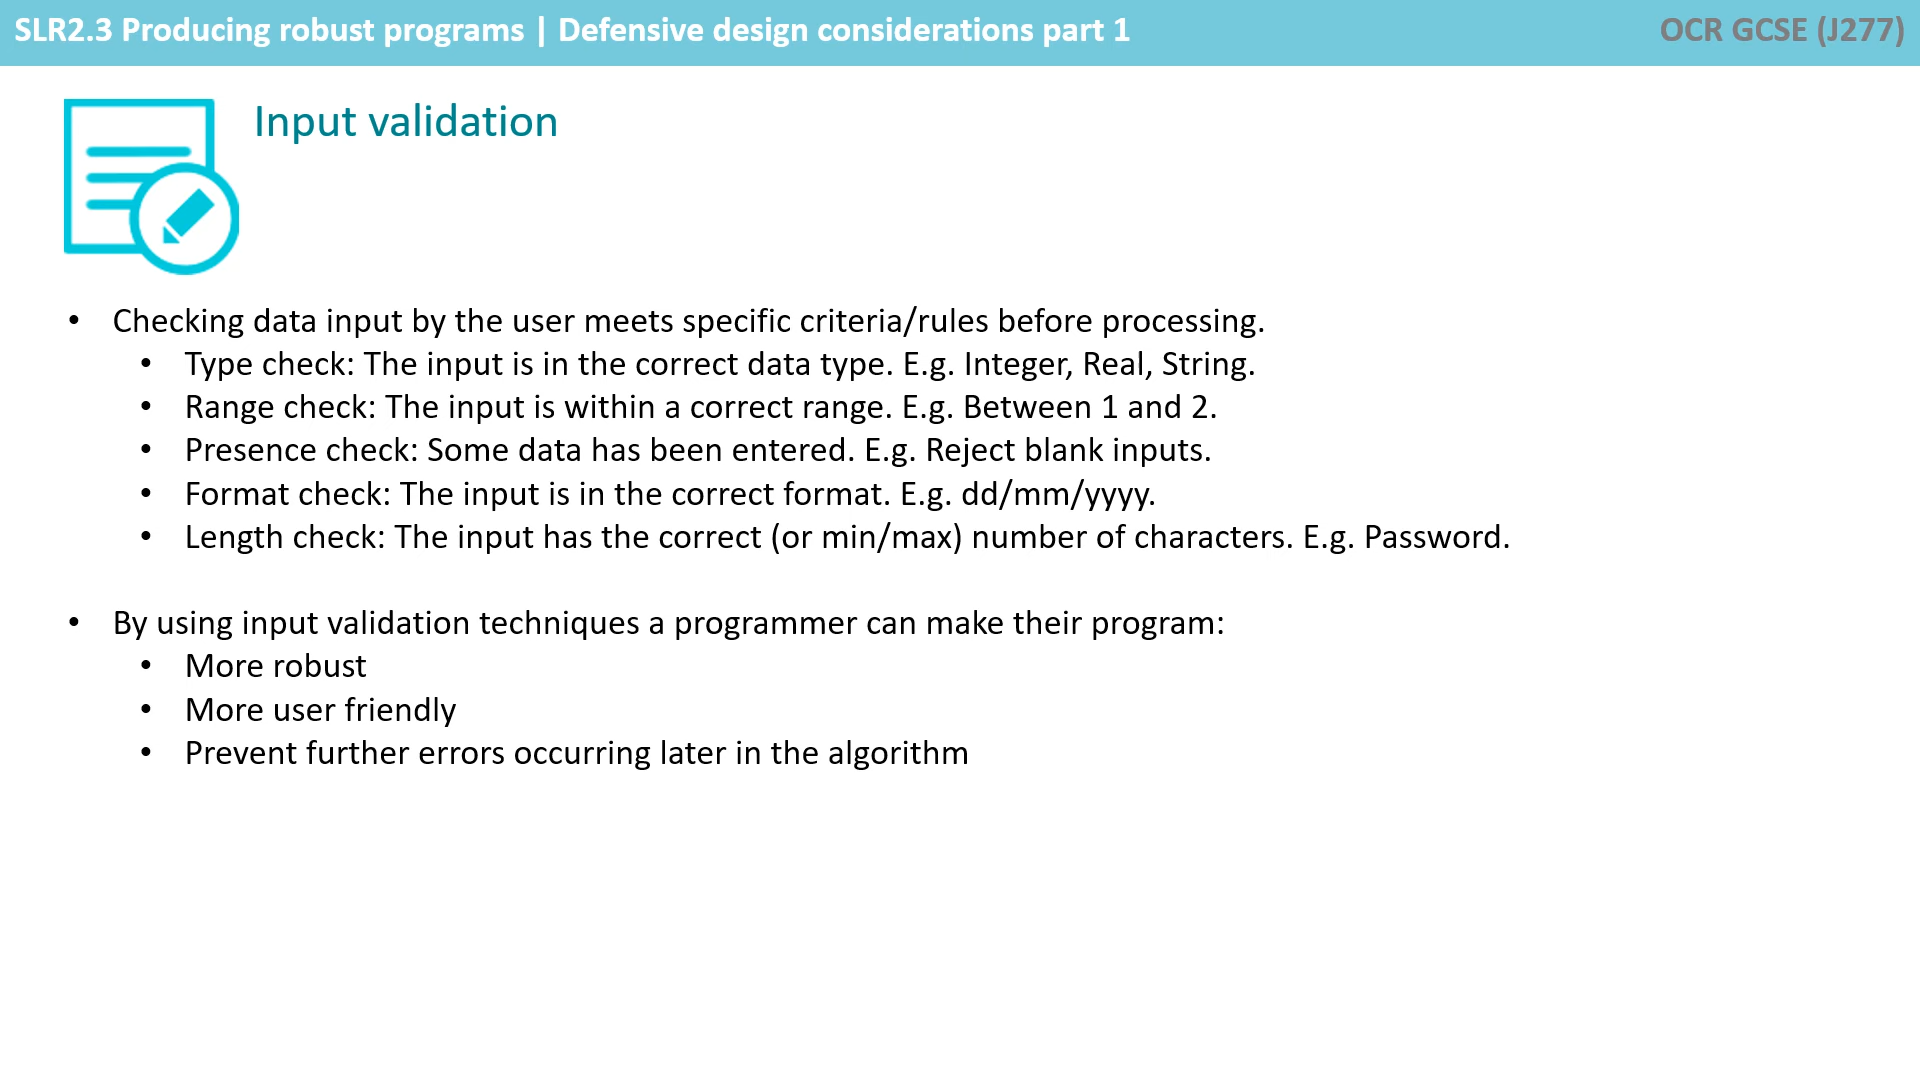 SLR2.3 Producing robust programs | Defensive design considerations part 1
OCR GCSE (J277)
Input validation
• Checking data input by the user meets specific criteria/rules before processing.
• Type check: The input is in the correct data type. E.g. Integer, Real, String.
• Range check: The input is within a correct range. E.g. Between 1 and 2.
• Presence check: Some data has been entered. E.g. Reject blank inputs.
• Format check: The input is in the correct format. E.g. dd/mm/yyyy.
• Length check: The input has the correct (or min/max) number of characters. E.g. Password.
• By using input validation techniques a programmer can make their program:
• More robust
• More user friendly
• Prevent further errors occurring later in the algorithm